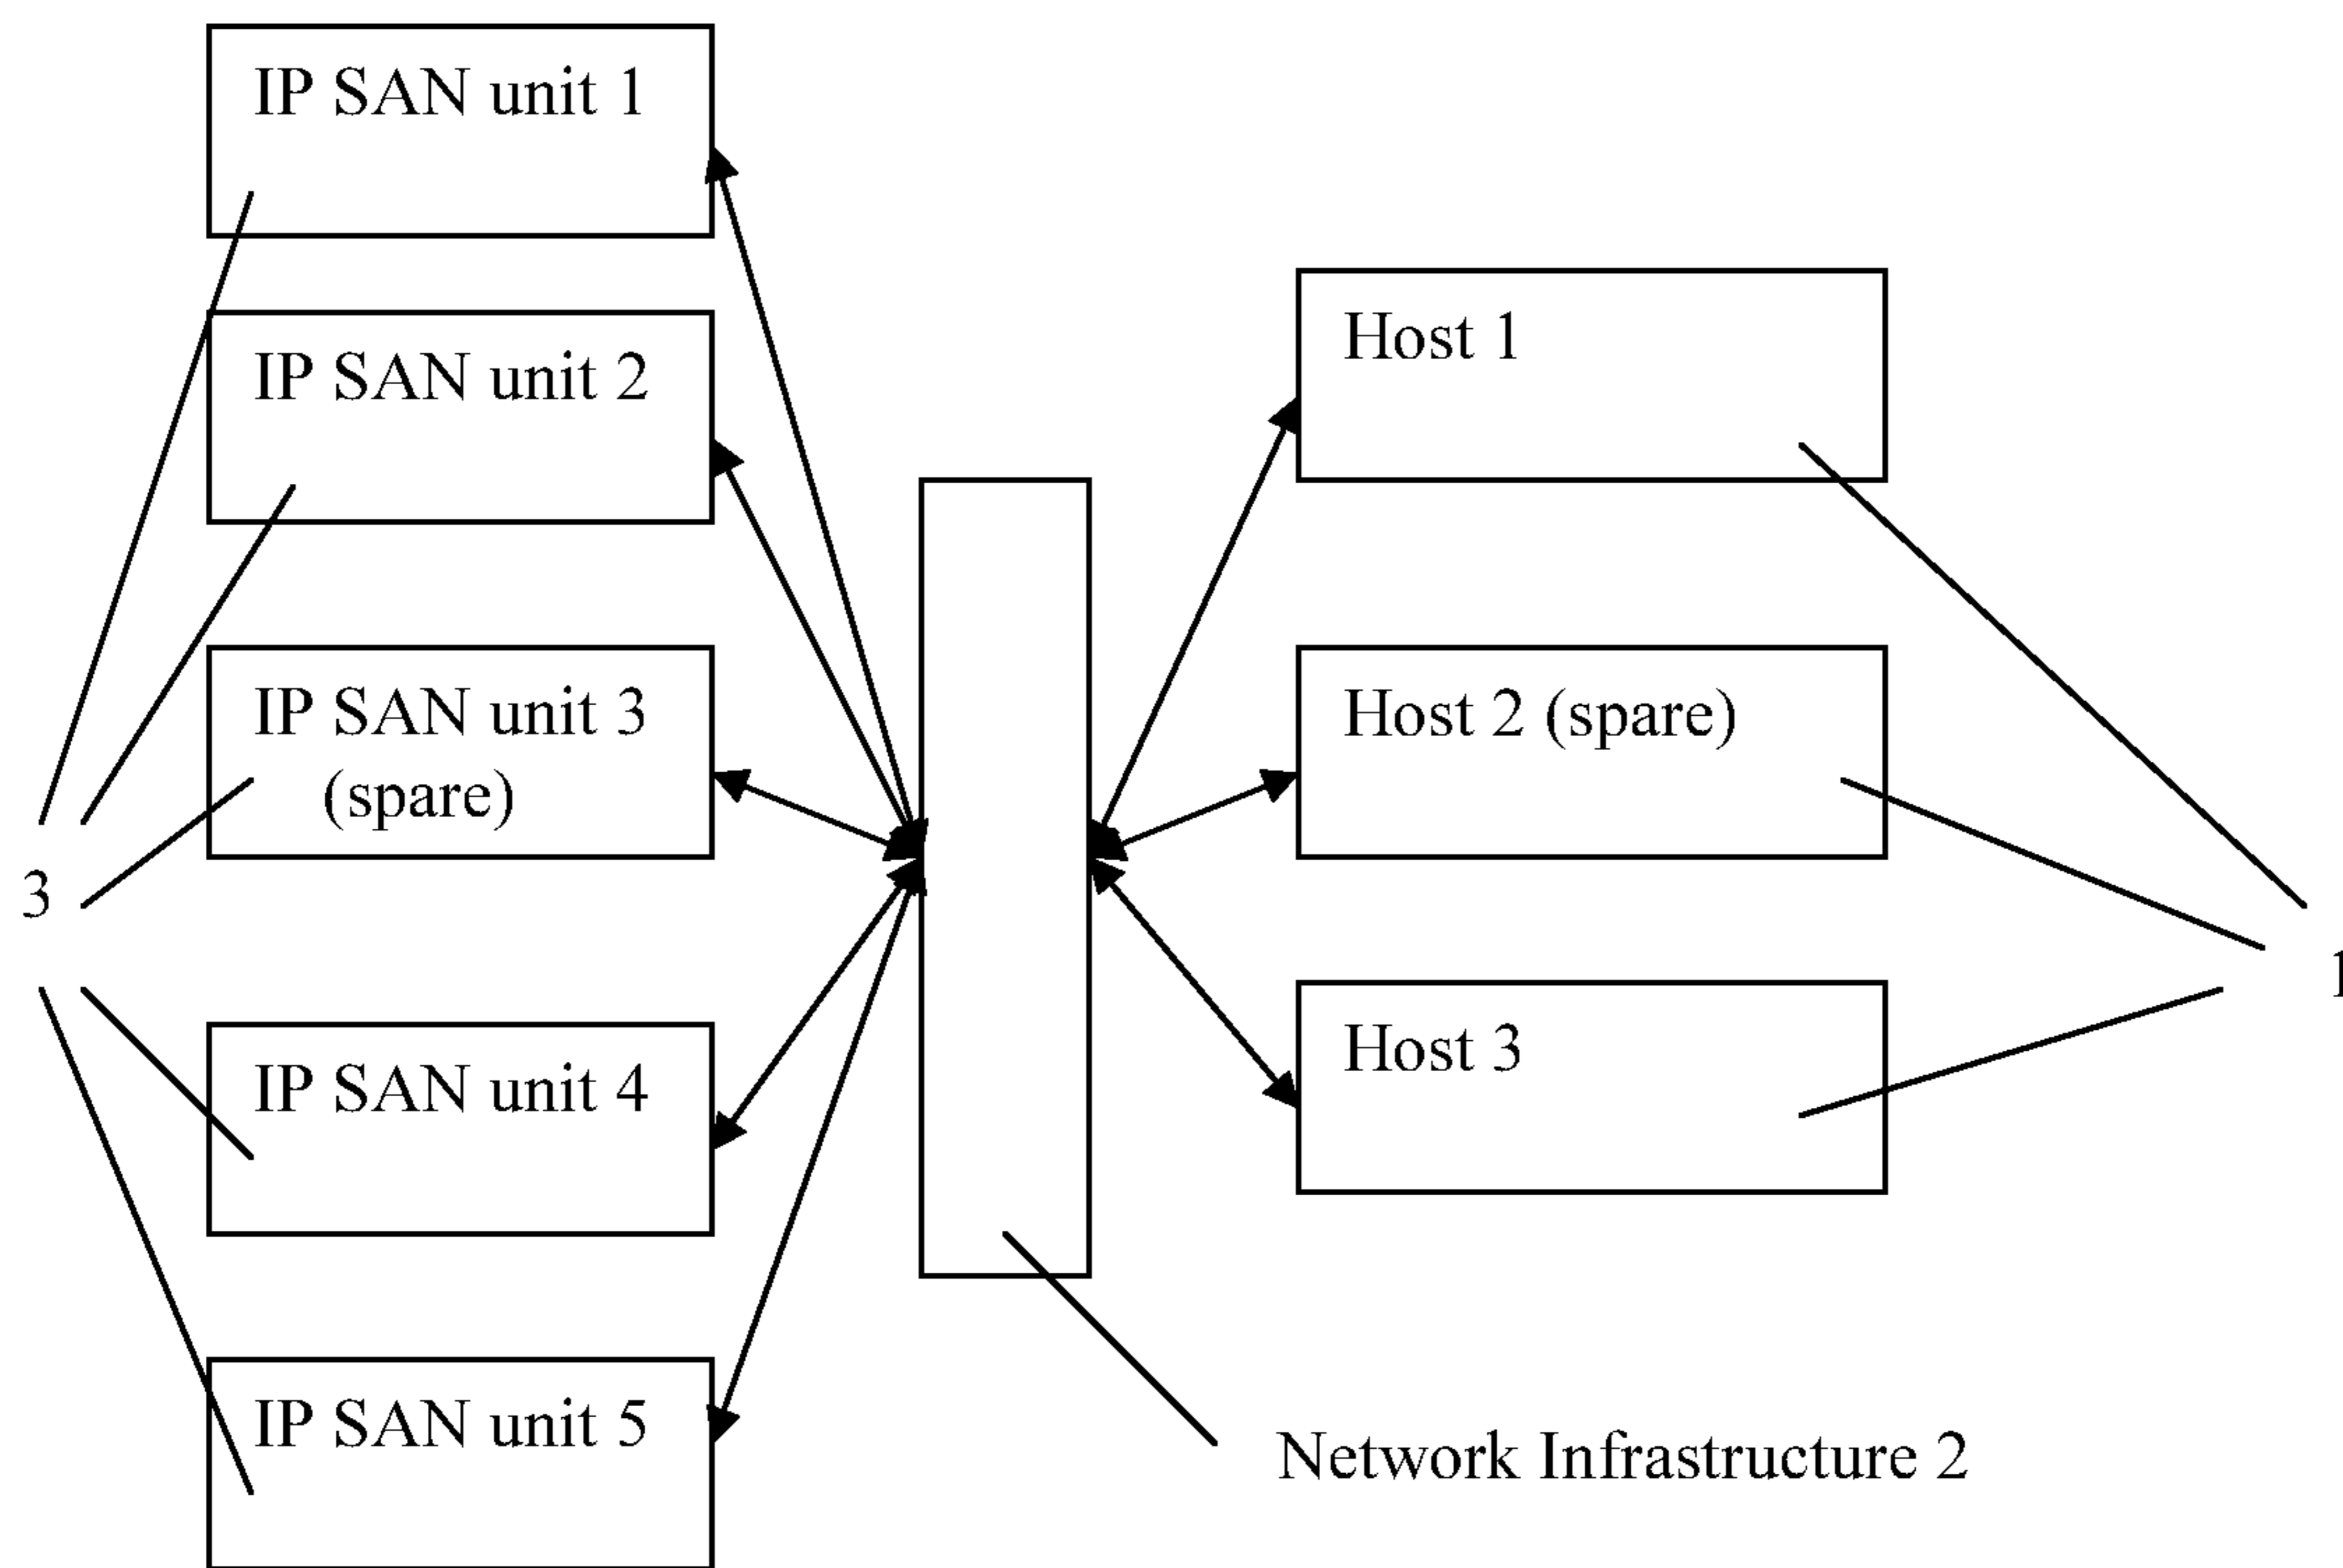 IP SAN unit 1
IP SAN unit 2
IP SAN unit 3
(spare)
IP SAN unit 4
IP SAN unit 5
3
Host 1
Host 2 (spare)
Host 3
1
Network Infrastructure 2